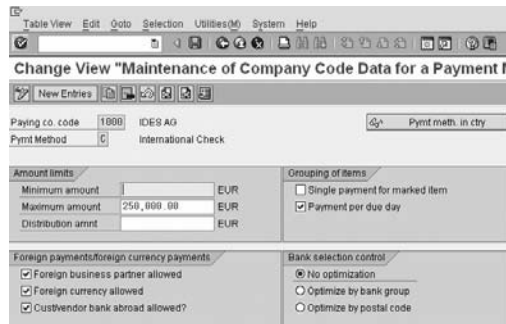 Table View Edit Goto Selection Utilities(M) System Help
Change View "Maintenance of Company Code Data for a Payment M
New Entries
Paying co. code 1000 IDES AG Pymt meth. in ctry
Pymt Method C International Check
Amount limits
Minimum amount EUR
Maximum amount 250,000.00 EUR
Distribution amnt EUR
Grouping of items
Single payment for marked item
Payment per due day
Foreign payments/foreign currency payments
Foreign business partner allowed
Foreign currency allowed
Cust/vendor bank abroad allowed?
Bank selection control
No optimization
Optimize by bank group
Optimize by postal code